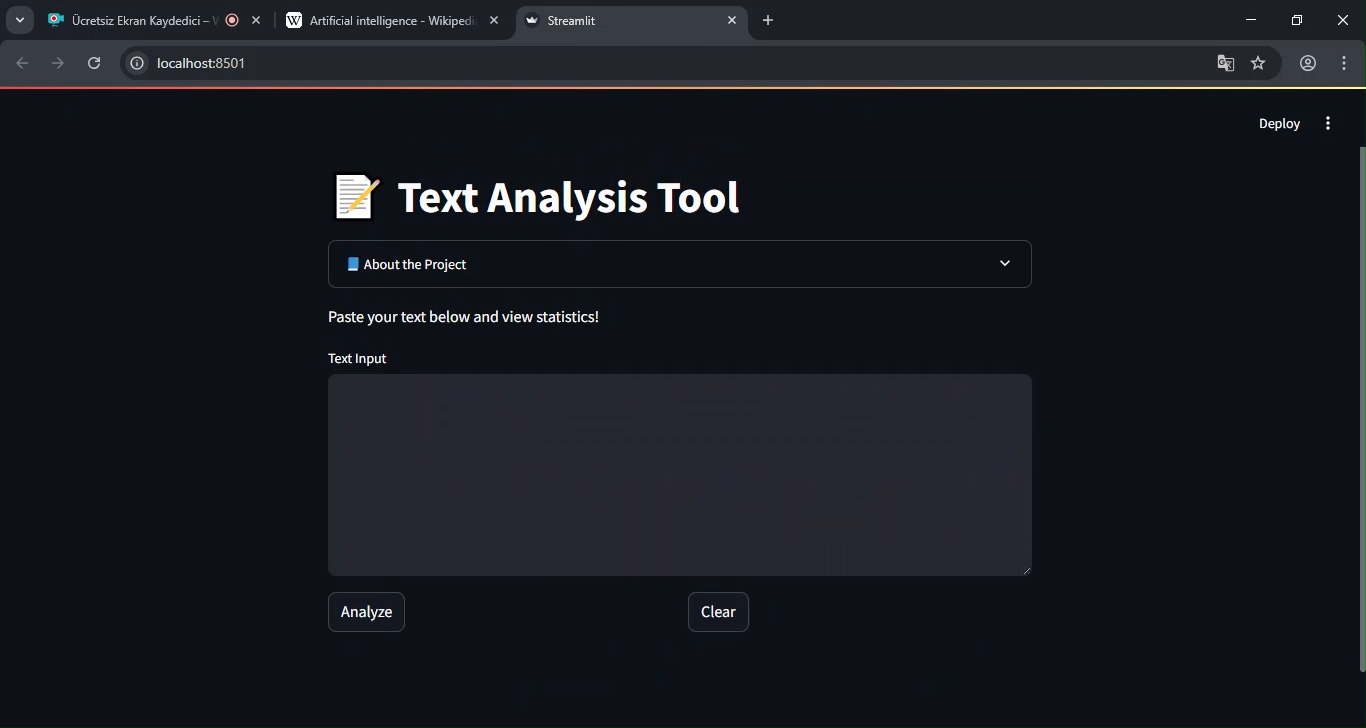 Ücretsiz Ekran Kaydedici –
Artificial intelligence - Wikipedi
Streamlit
localhost:8501
Deploy
Text Analysis Tool
About the Project
Paste your text below and view statistics!
Text Input
Analyze
Clear